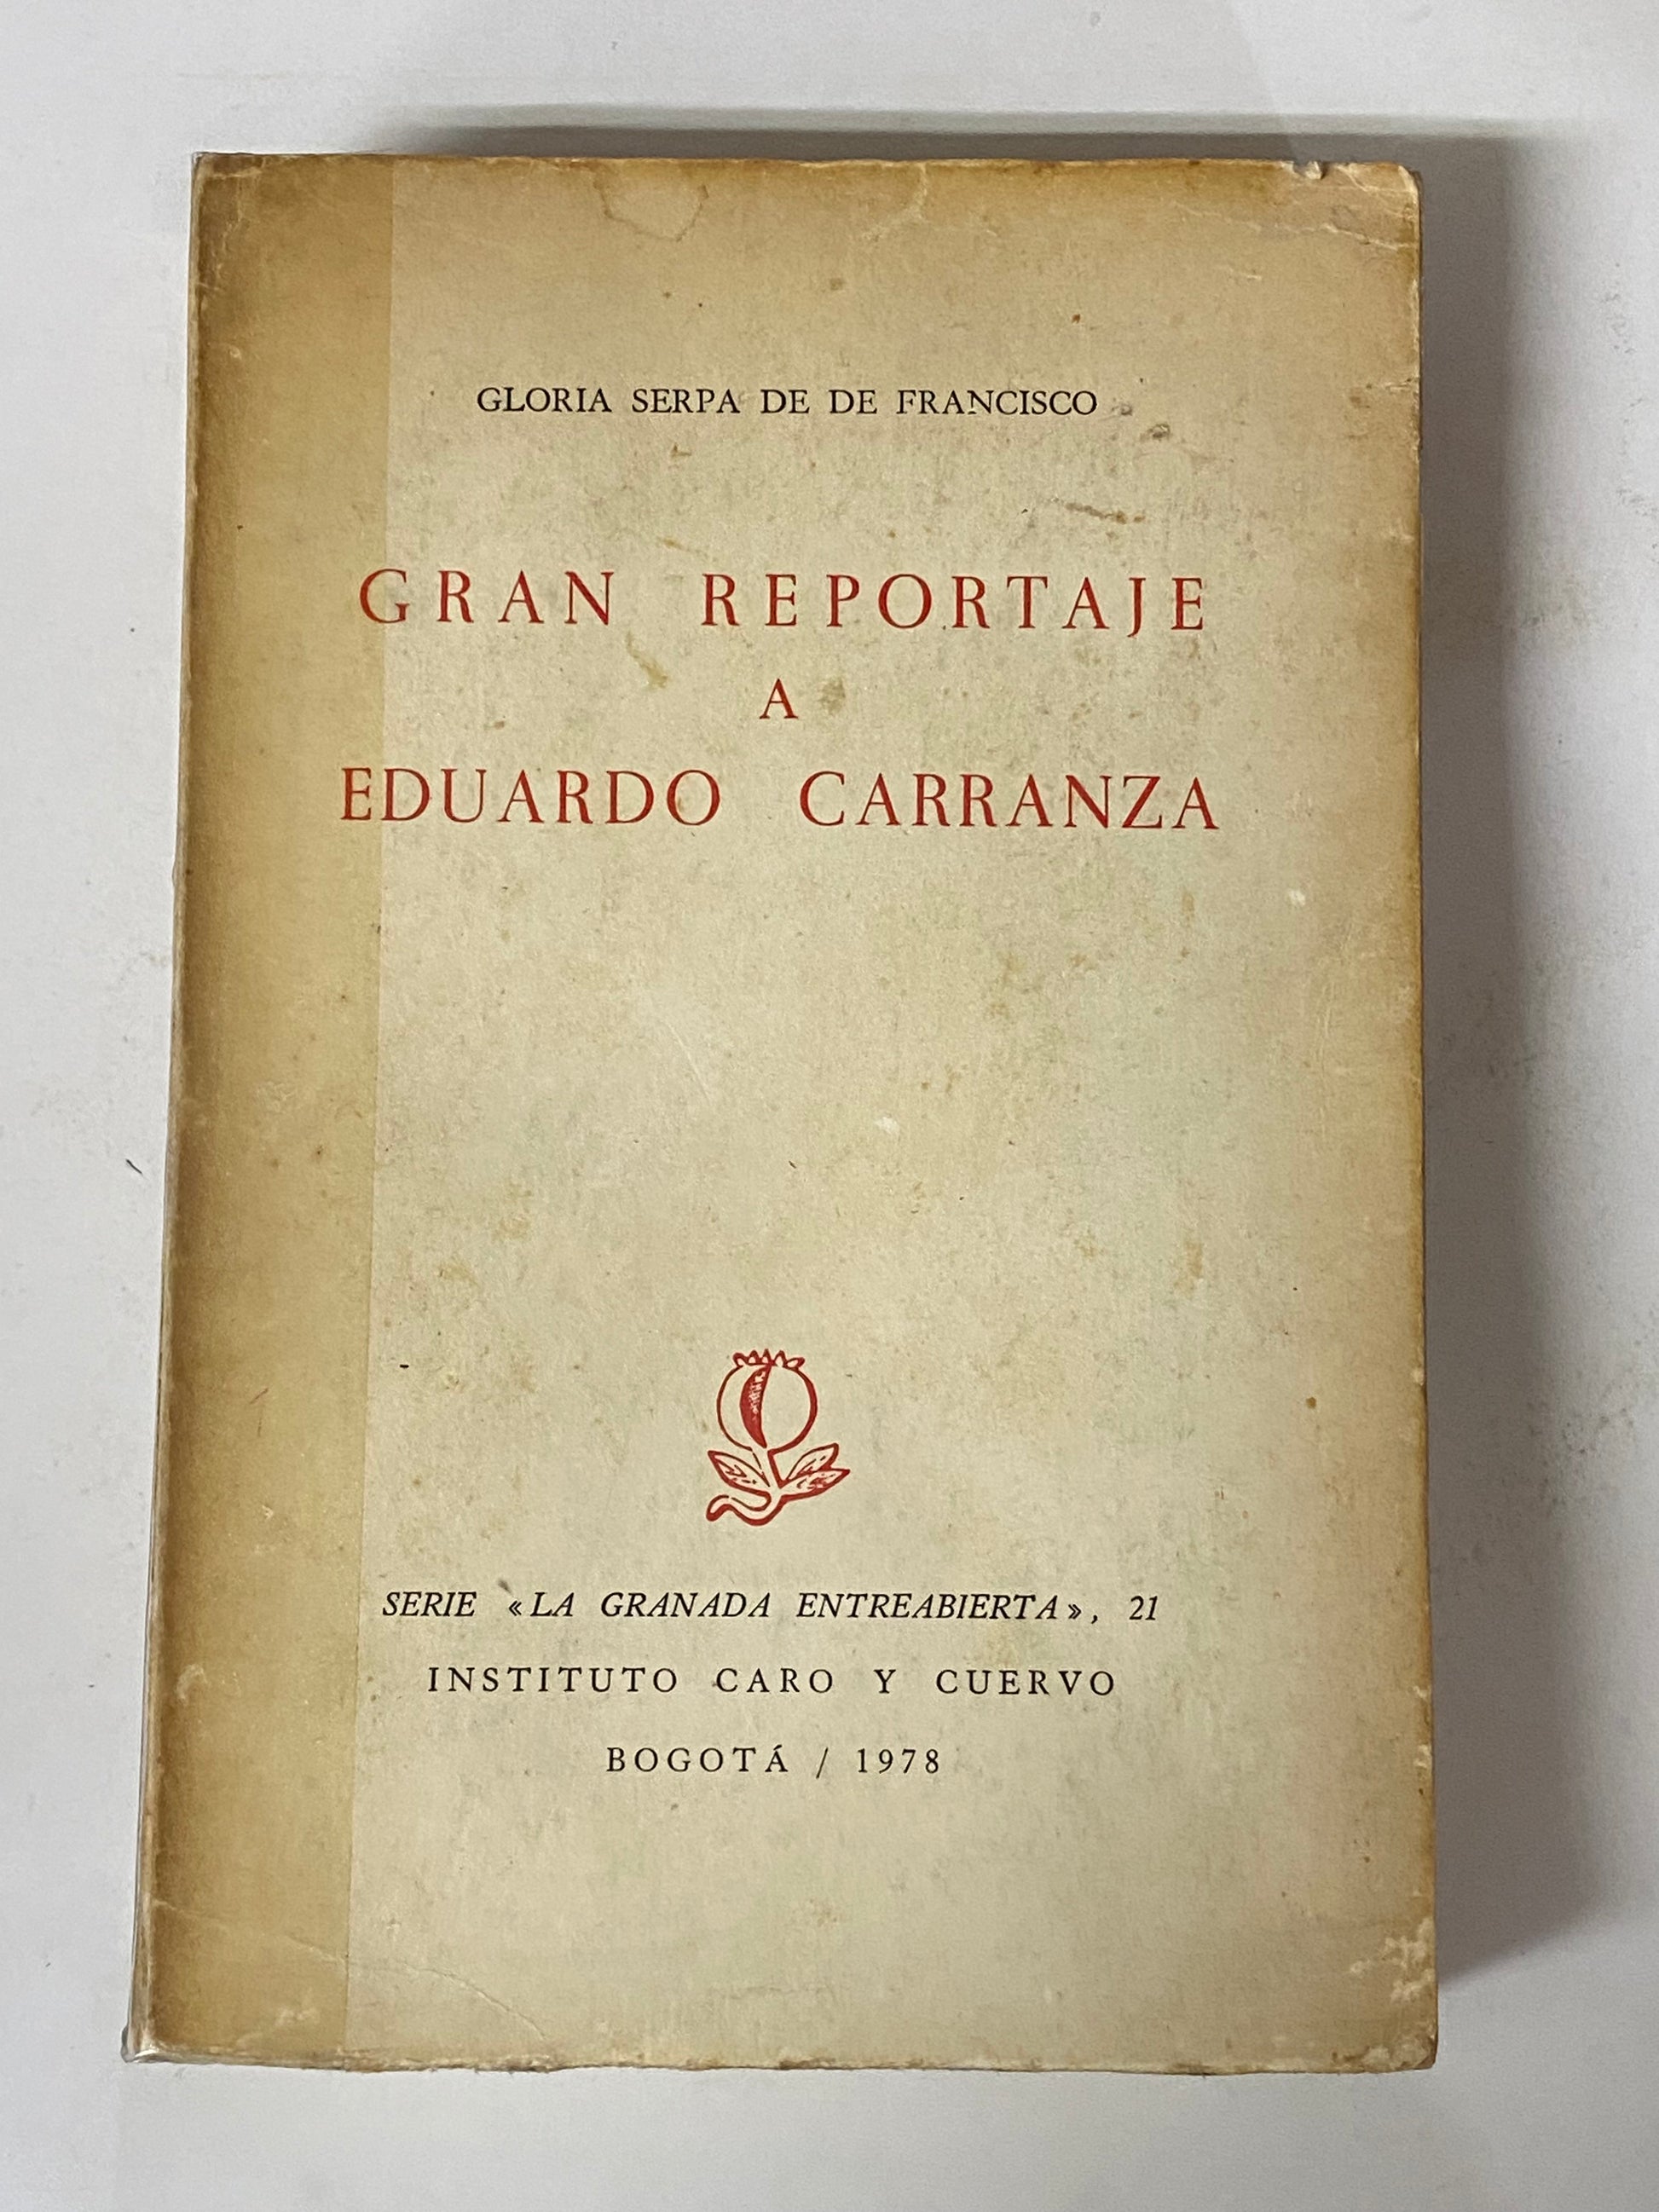 GLORIA SERPA DE DE FRANCISCO
GRAN REPORTAJE
A
EDUARDO CARRANZA
SERIE «LA GRANADA ENTREABIERTA», 21
INSTITUTO CARO Y CUERVO
BOGOTÁ / 1978